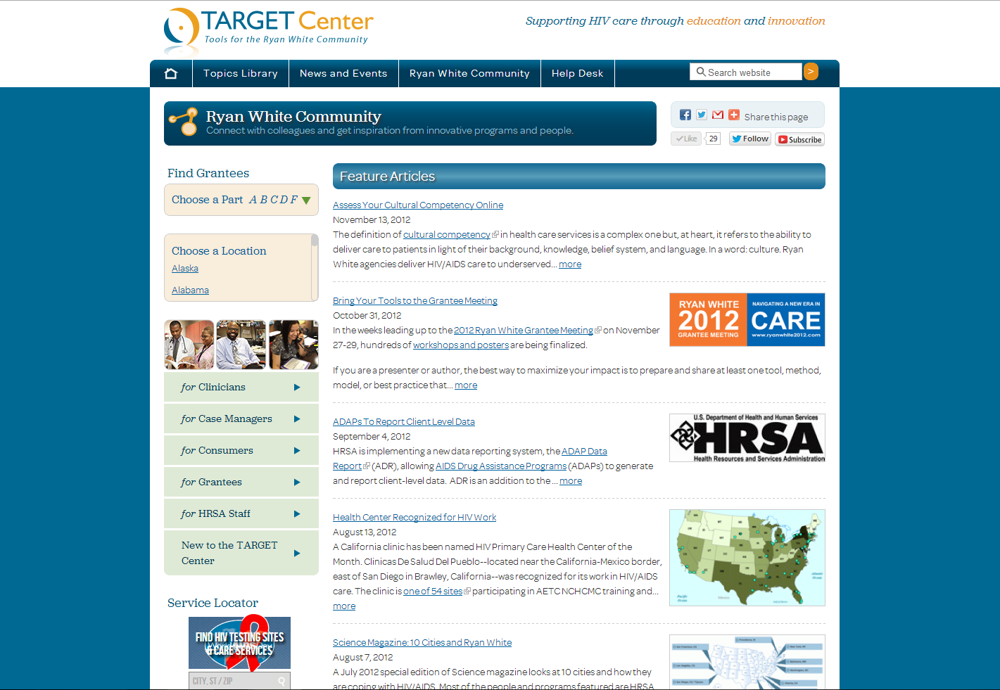 TARGET Center
Tools for the Ryan White Community
Supporting HIV care through education and innovation
Topics Library
News and Events
Ryan White Community
Help Desk
Search website
>
Ryan White Community
Connect with colleagues and get inspiration from innovative programs and people.
Share this page
Like
29
Follow
Subscribe
Find Grantees
Choose a Part A B C D F
Choose a Location
Alaska
Alabama
for Clinicians
for Case Managers
for Consumers
for Grantees
for HRSA Staff
New to the TARGET
Center
Service Locator
FIND HIV TESTING SITES
& CARE SERVICES
CITY, ST / ZIP
Feature Articles
Assess Your Cultural Competency Online
November 13, 2012
The definition of cultural competency in health care services is a complex one but, at heart, it refers to the ability to
deliver care to patients in light of their background, knowledge, belief system, and language. In a word: culture. Ryan
White agencies deliver HIV/AIDS care to underserved... more
Bring Your Tools to the Grantee Meeting
October 31, 2012
In the weeks leading up to the 2012 Ryan White Grantee Meeting on November
27-29, hundreds of workshops and posters are being finalized.
If you are a presenter or author, the best way to maximize your impact is to prepare and share at least one tool, method,
model, or best practice that... more
RYAN WHITE
2012
GRANTEE MEETING
NAVIGATING A NEW ERA IN
CARE
www.ryanwhite2012.com
ADAPs To Report Client Level Data
September 4, 2012
HRSA is implementing a new data reporting system, the ADAP Data
Report (ADR), allowing AIDS Drug Assistance Programs (ADAPs) to generate
and report client-level data. ADR is an addition to the ... more
U.S. Department of Health and Human Services
HRSA
Health Resources and Services Administration
Health Center Recognized for HIV Work
August 13, 2012
A California clinic has been named HIV Primary Care Health Center of the
Month. Clinicas De Salud Del Pueblo--located near the California-Mexico border,
east of San Diego in Brawley, California--was recognized for its work in HIV/AIDS
care. The clinic is one of 54 sites participating in AETC NCHCMC training and...
more
Science Magazine: 10 Cities and Ryan White
August 7, 2012
A July 2012 special edition of Science magazine looks at 10 cities and how they
are coping with HIV/AIDS. Most of the people and programs featured are HRSA